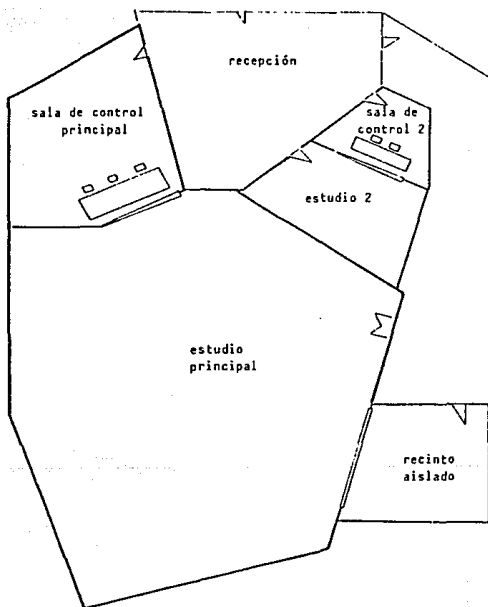 recepción
sala de control
principal
sala de
control 2
estudio 2
estudio
principal
recinto
aislado